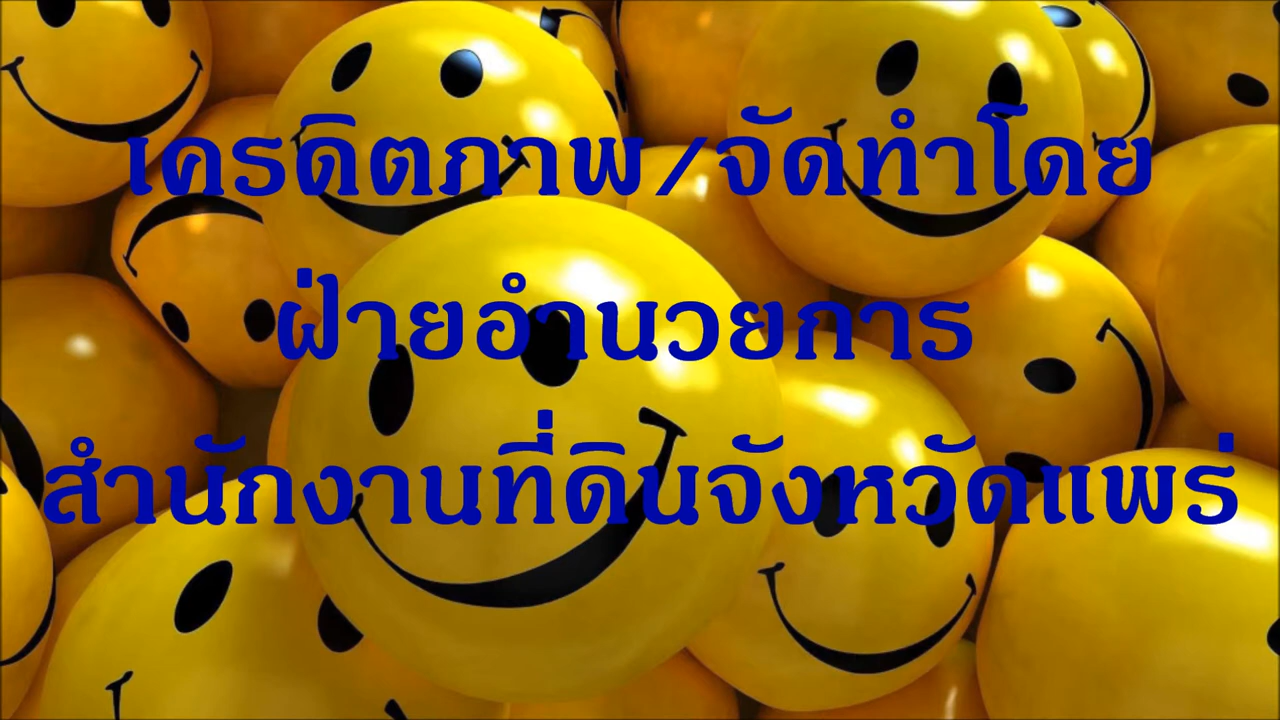 เครดิตภาพ/จัดทำโดย
ฝ่ายอำนวยการ
สำนักงานที่ดินจังหวัดแพร่